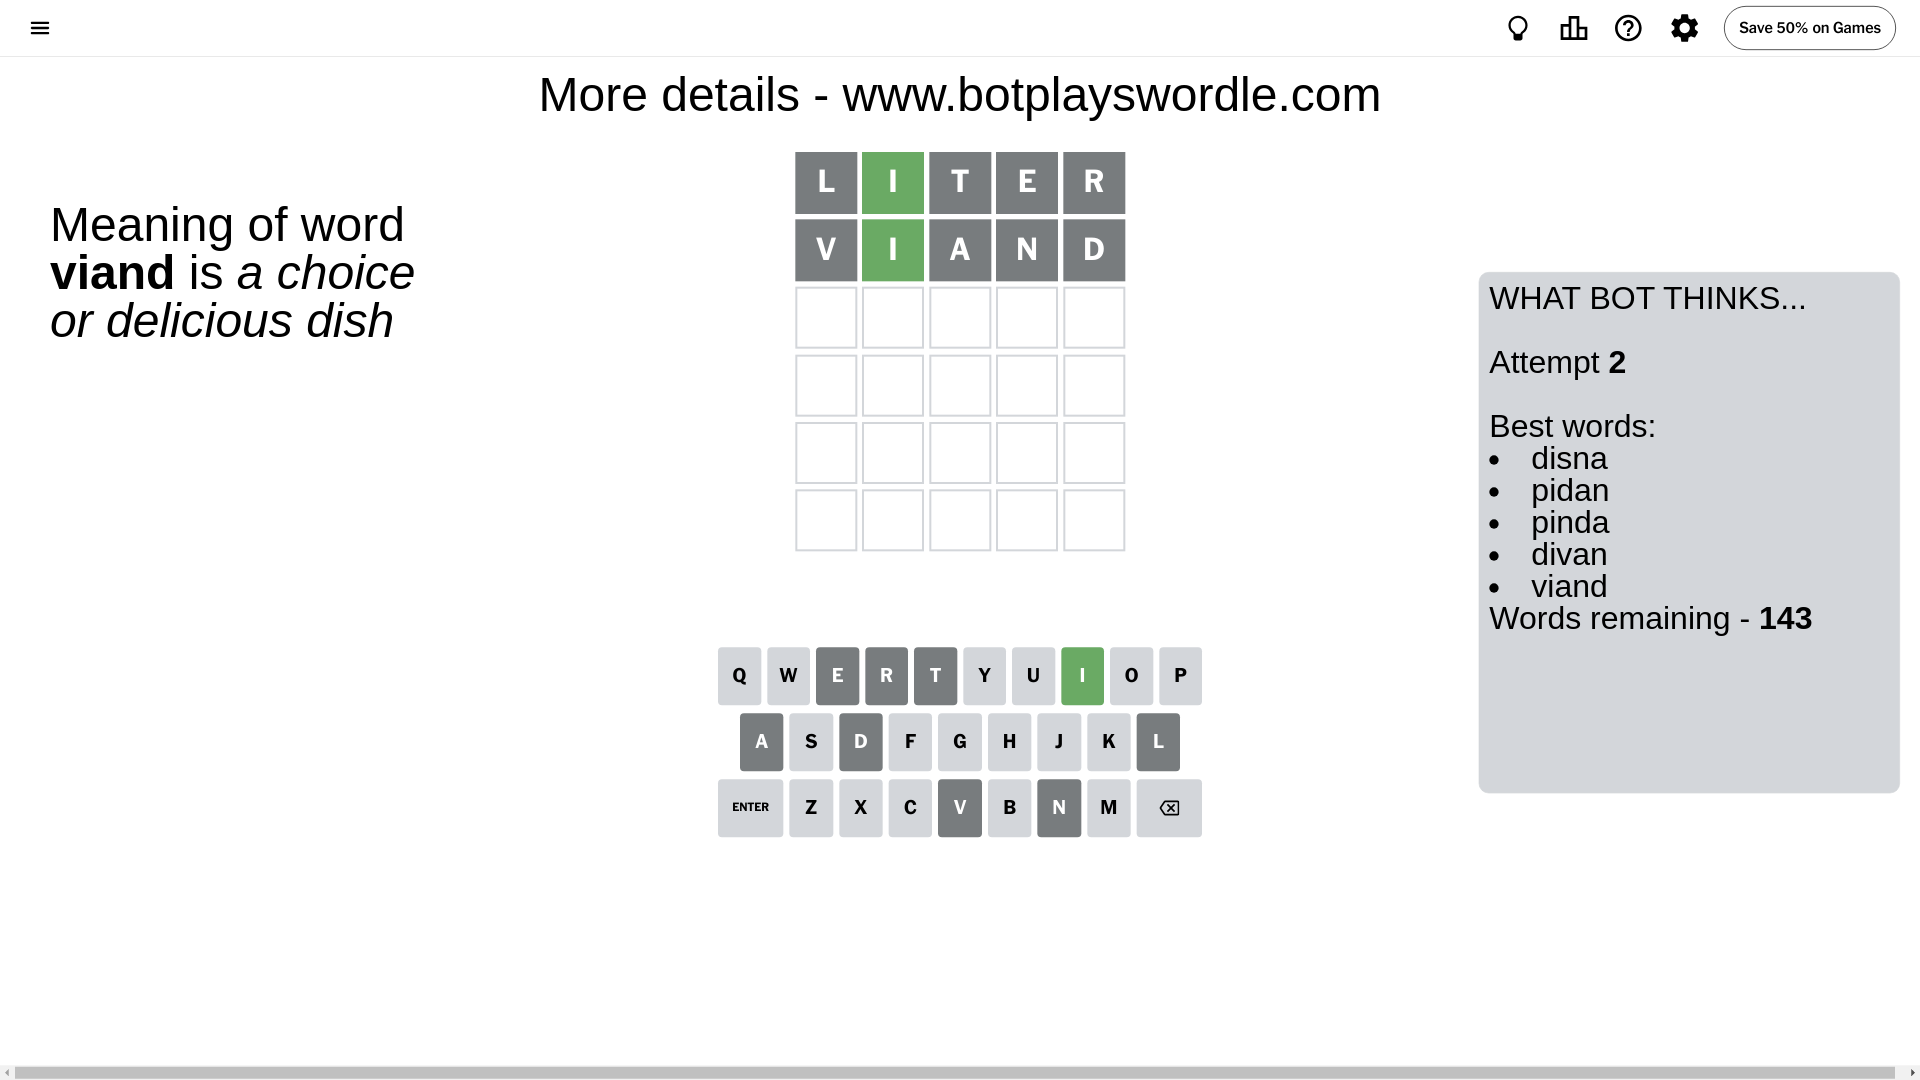 Save 50% on Games
More details - www.botplayswordle.com
Meaning of word
viand is a choice
or delicious dish
L I T E R
V I A N D
WHAT BOT THINKS...
Attempt 2
Best words:
• disna
• pidan
• pinda
• divan
• viand
Words remaining - 143
Q W E R T Y U I O P
A S D F G H J K L
ENTER Z X C V B N M